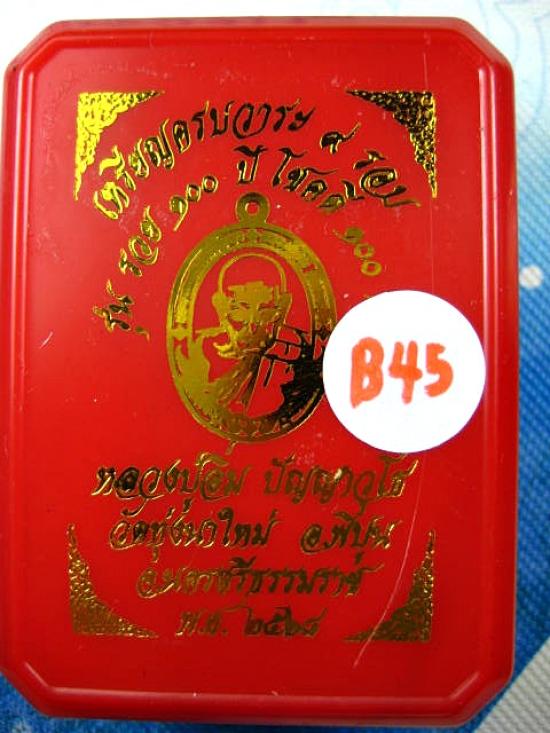 เหรียญครบวาระ ๙ รอบ
รุ่น รวย ๑๐๐ ปี โชคดี ๑๐๐
B45
หลวงปู่อิ่ม ปัญญาวุโธ
วัดทุ่งนาใหม่ อ.พิปูน
จ.นครศรีธรรมราช
พ.ศ. ๒๕๖๘